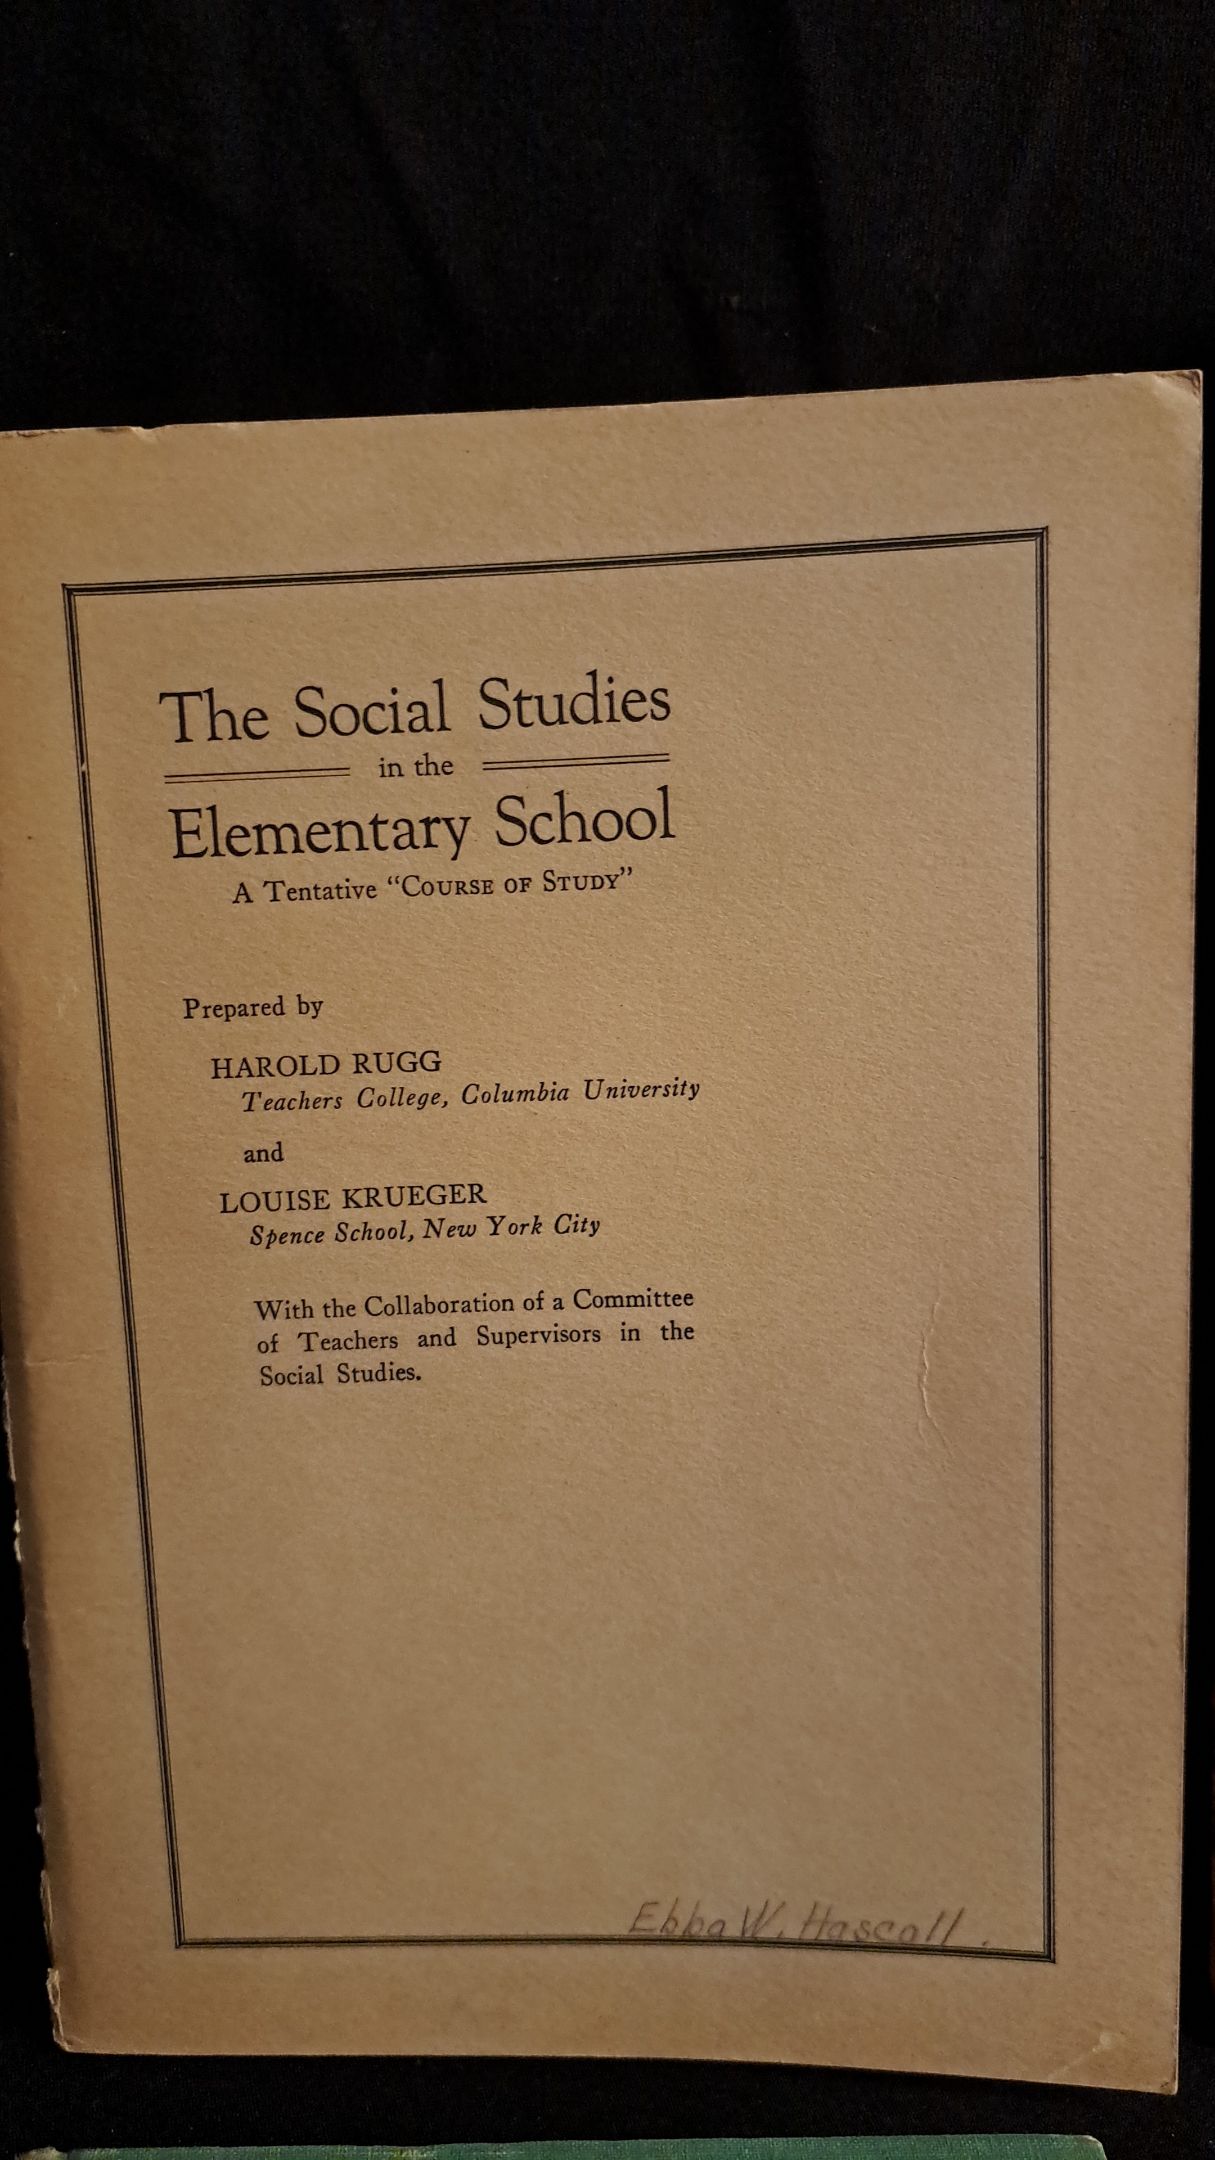 The Social Studies
in the
Elementary School
A Tentative “COURSE OF STUDY”
Prepared by
HAROLD RUGG
Teachers College, Columbia University
and
LOUISE KRUEGER
Spence School, New York City
With the Collaboration of a Committee
of Teachers and Supervisors in the
Social Studies.
Ebba W. Hascall.